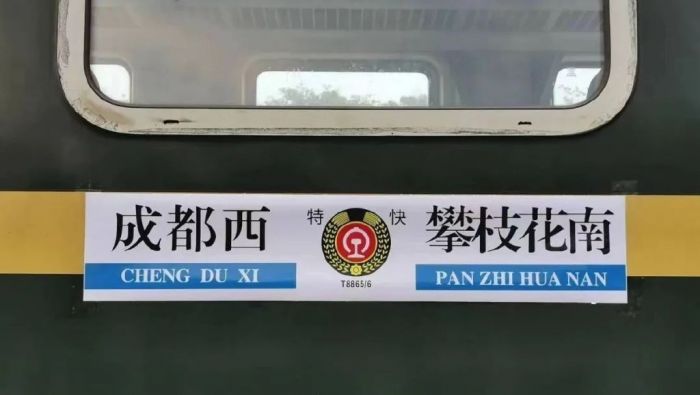 成都西
CHENG DU XI
特 快
T8865/6
攀枝花南
PAN ZHI HUA NAN